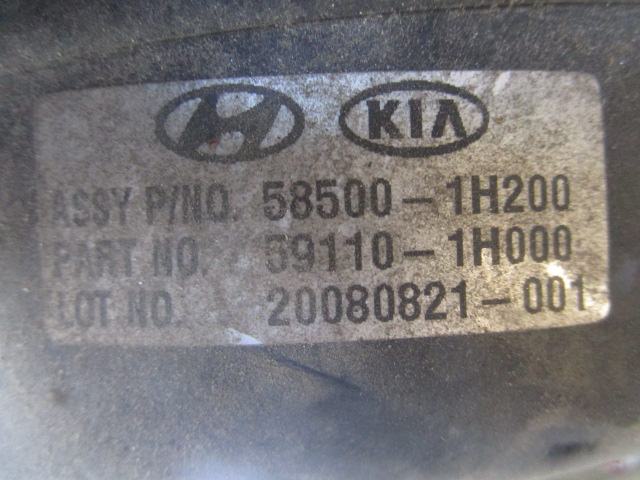 KIA
ASSY P/NO. 58500-1H200
PART NO. 59110-1H000
LOT NO. 20080821-001